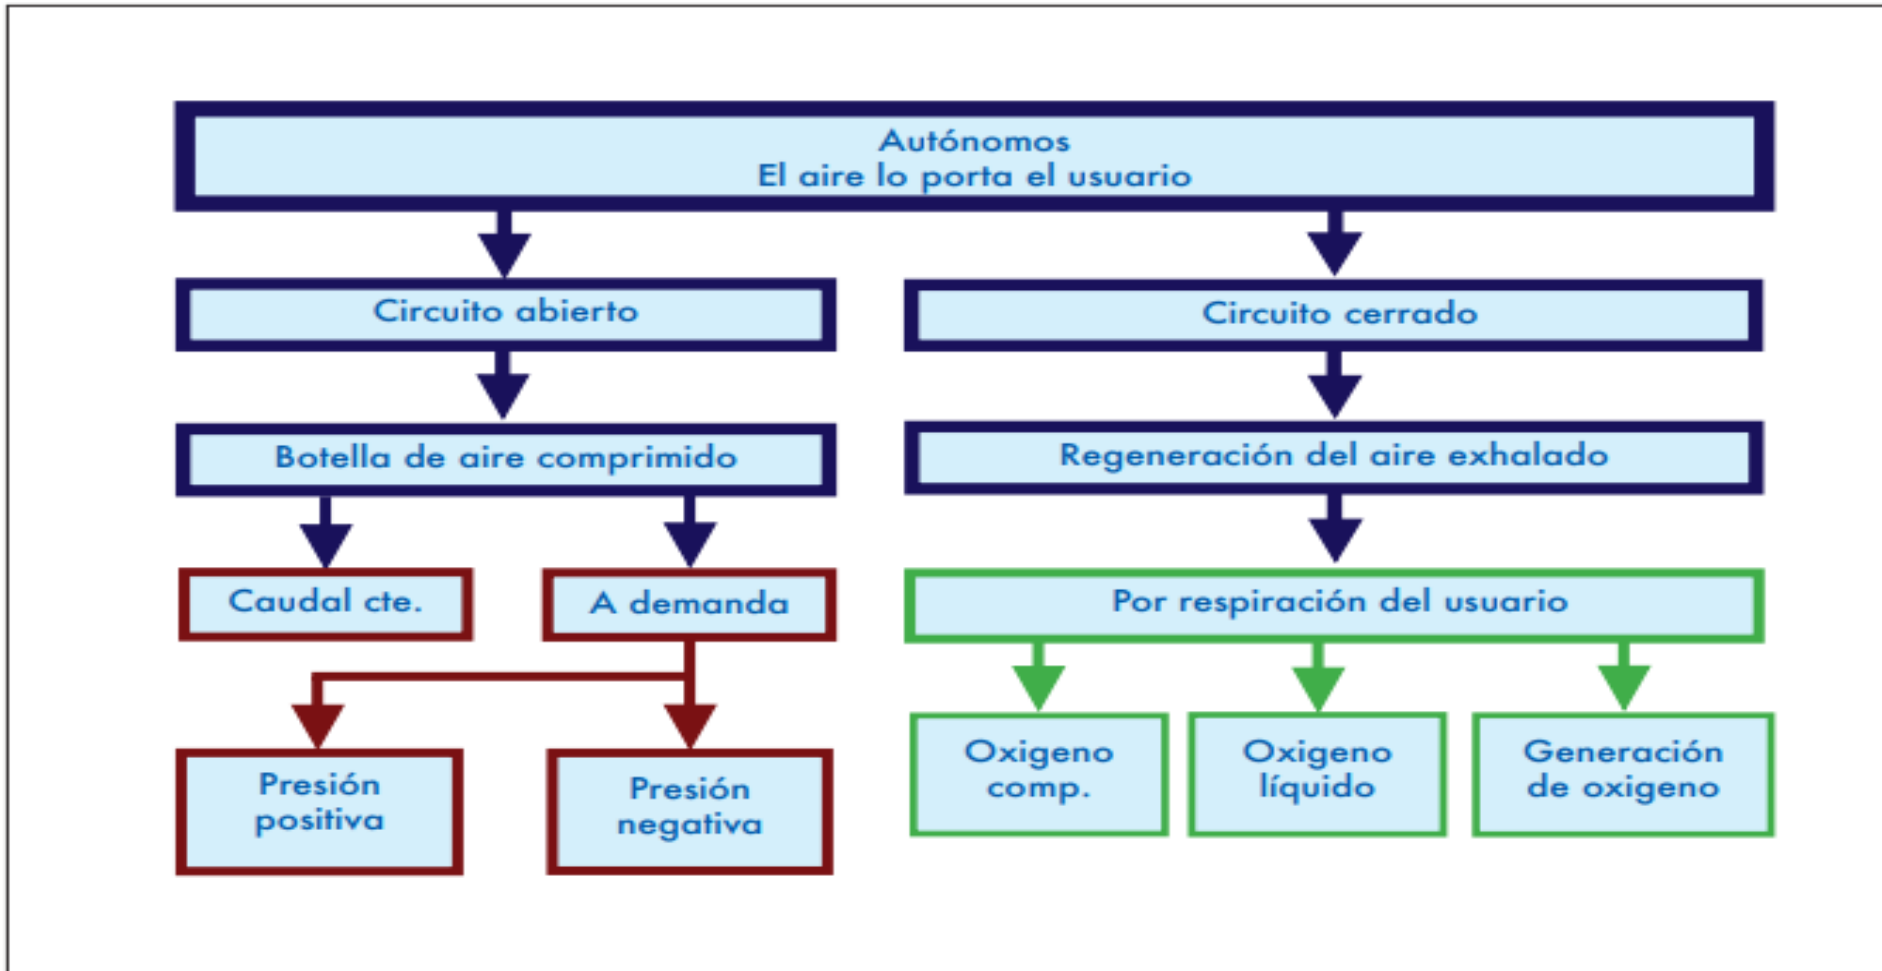 Autónomos
El aire lo porta el usuario
Circuito abierto
Circuito cerrado
Botella de aire comprimido
Regeneración del aire exhalado
Caudal cte.
A demanda
Por respiración del usuario
Presión
positiva
Presión
negativa
Oxigeno
comp.
Oxigeno
líquido
Generación
de oxigeno